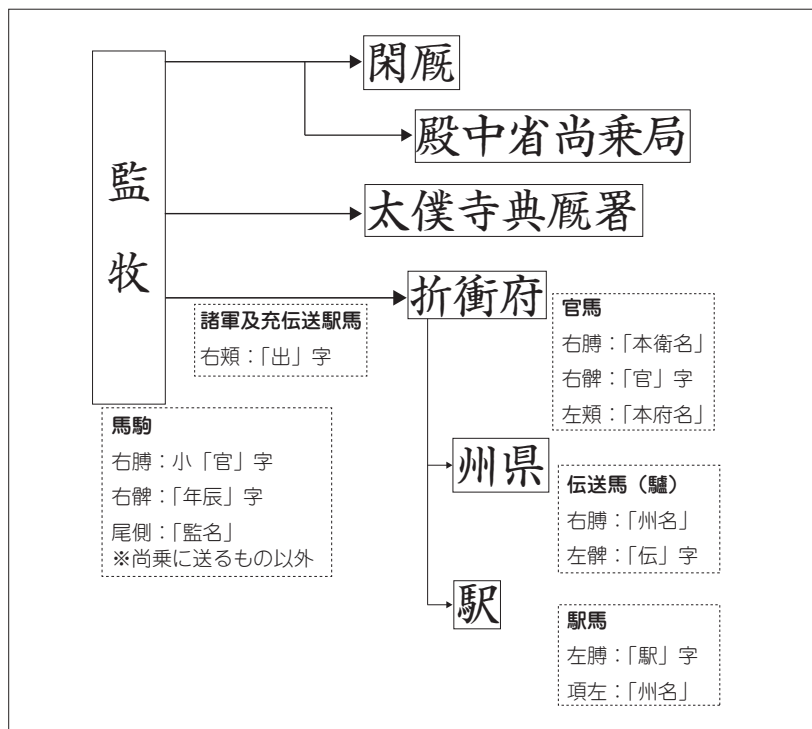 監牧
閑厩
殿中省尚乗局
太僕寺典厩署
折衝府
諸軍及充伝送駅馬
右頬：「出」字
官馬
右膊：「本衛名」
右髀：「官」字
左頬：「本府名」
馬駒
右膊：小「官」字
右髀：「年辰」字
尾側：「監名」
※尚乗に送るもの以外
州県
伝送馬（驢）
右膊：「州名」
左髀：「伝」字
駅
駅馬
左膊：「駅」字
項左：「州名」